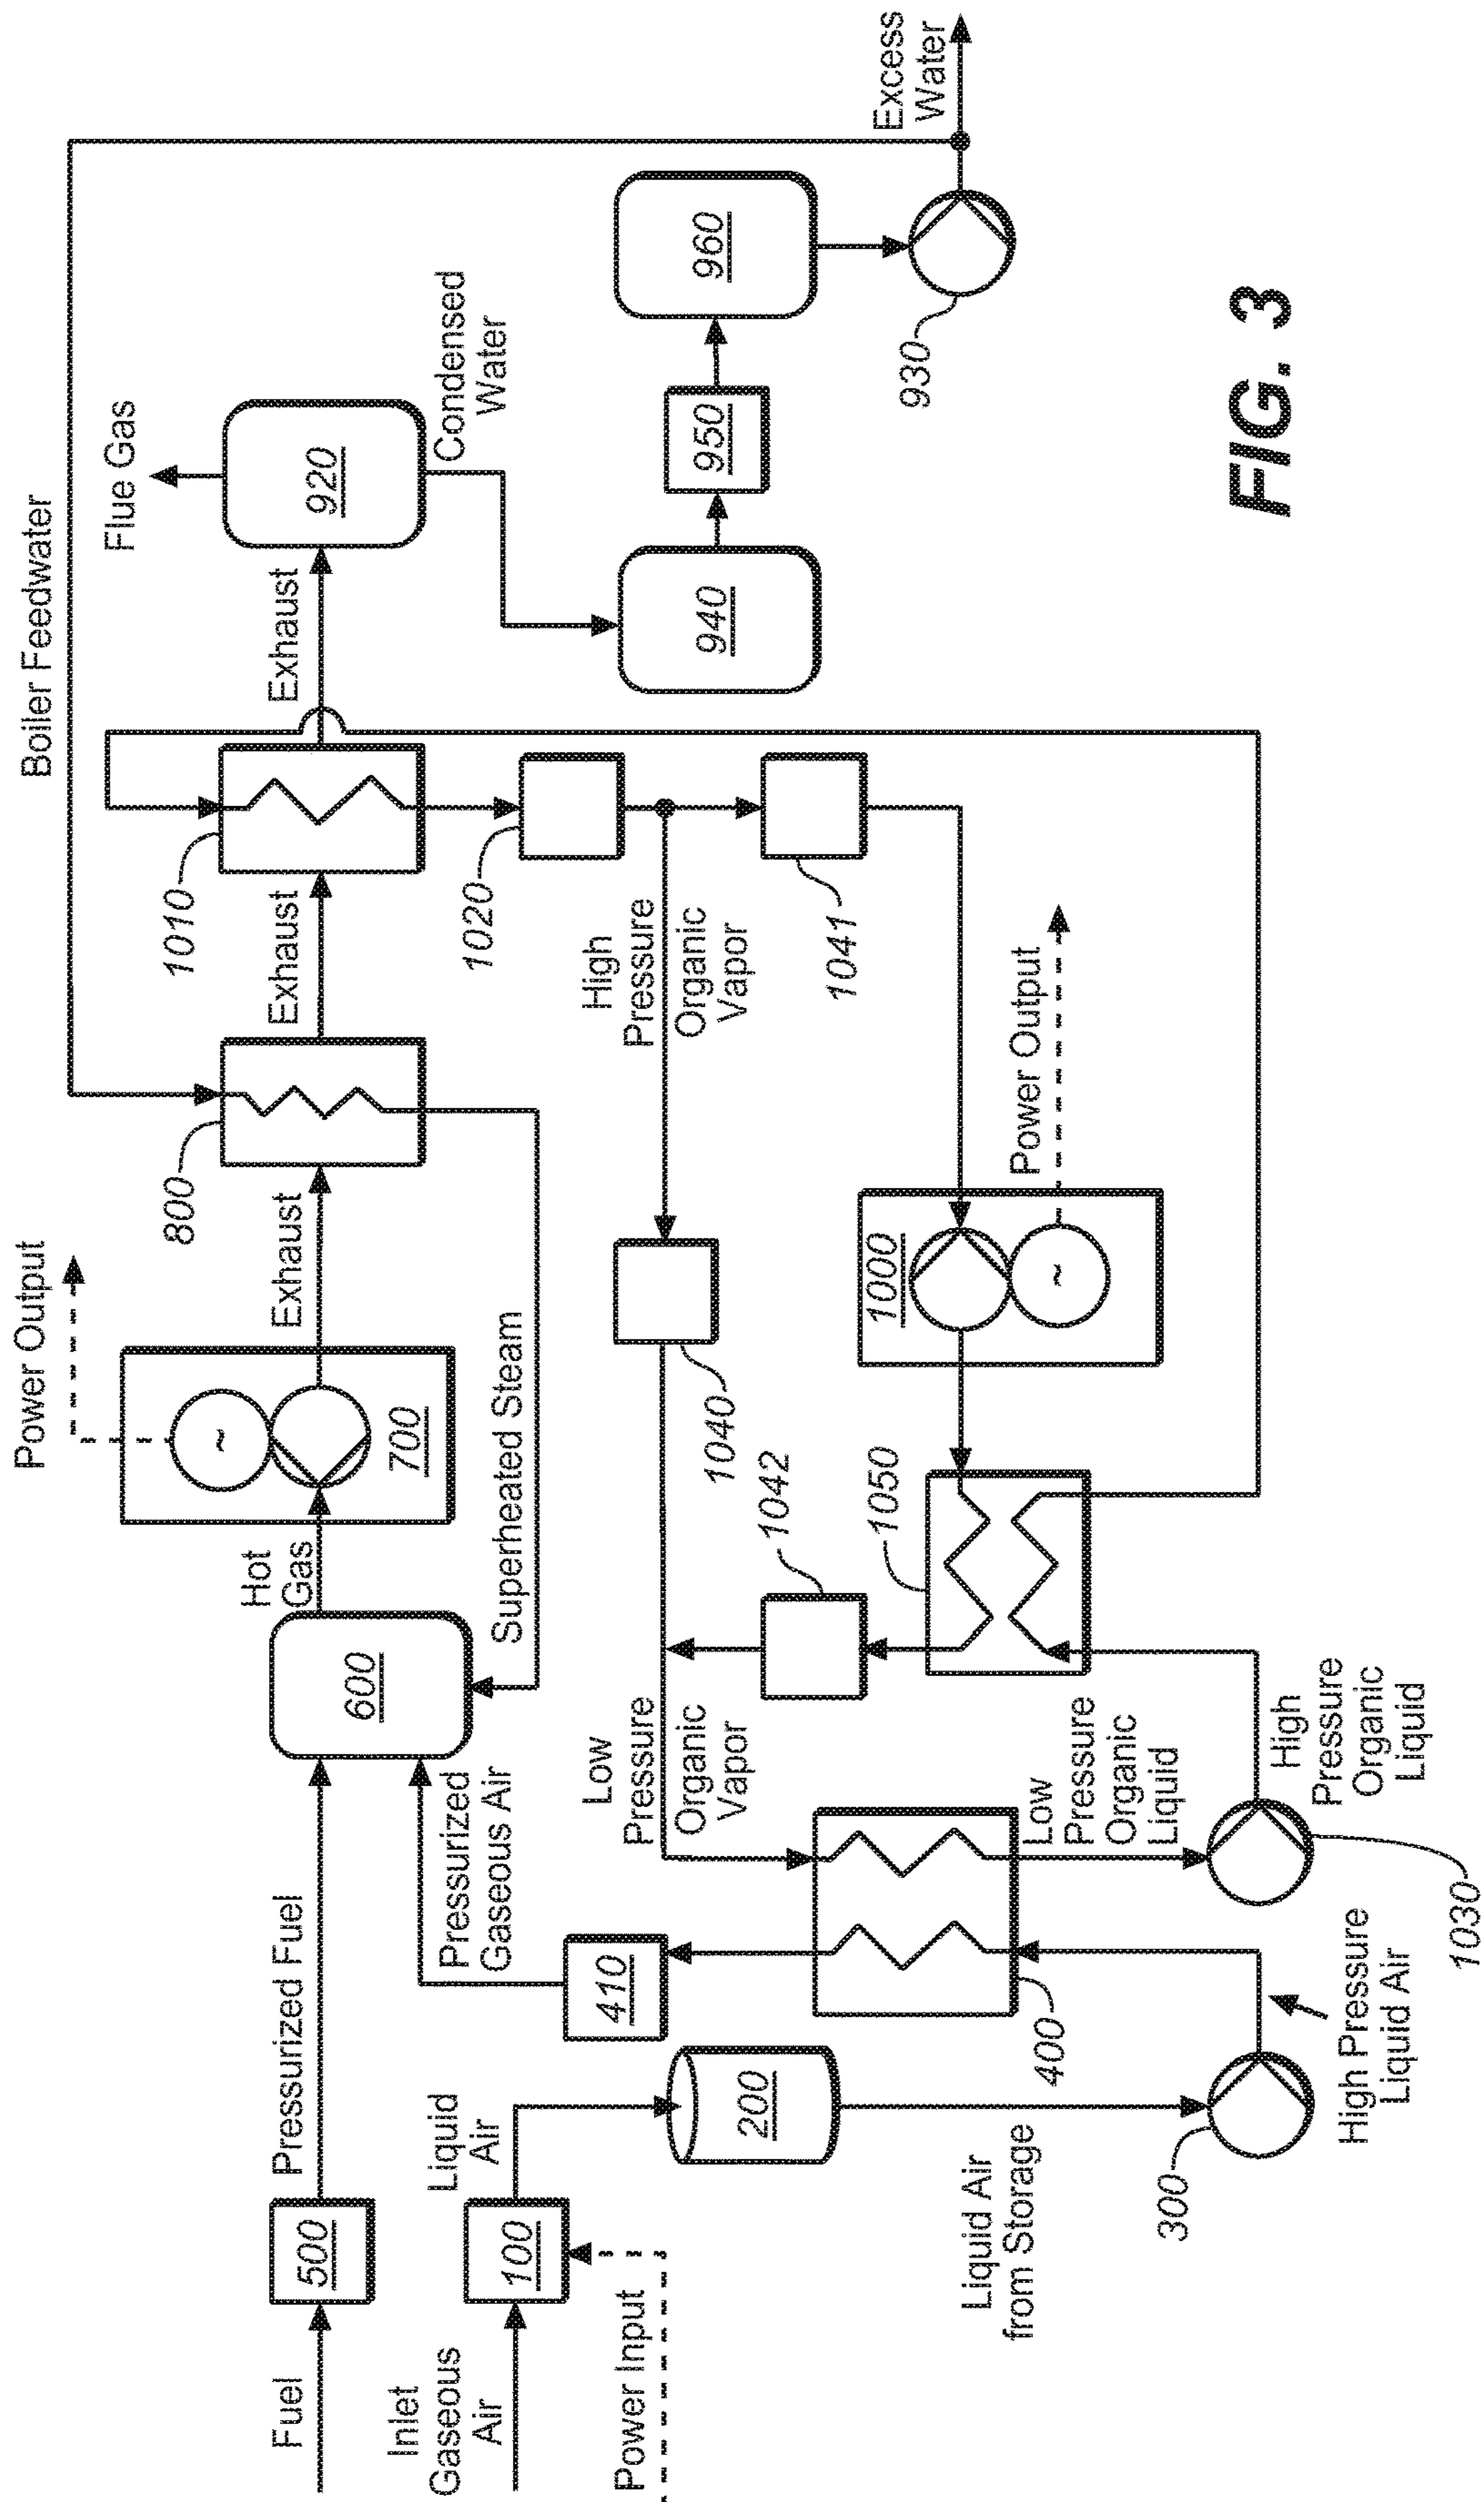 Fuel
500
Pressurized Fuel
600
Hot
Gas
Power Output
~
700
Exhaust
800
Exhaust
1010
Exhaust
Boiler Feedwater
Flue Gas
920
Condensed
Water
Inlet
Gaseous
Air
100
Liquid
Air
Power Input
200
410
Pressurized
Gaseous Air
Superheated Steam
1020
High
Pressure
Organic
Vapor
940
950
960
Excess
Water
930
Low
Pressure
Organic
Vapor
1040
1041
1042
1050
1000
~
Power Output
Liquid Air
from Storage
400
Low
Pressure
Organic
Liquid
300
High Pressure
Liquid Air
1030
High
Pressure
Organic
Liquid
FIG. 3